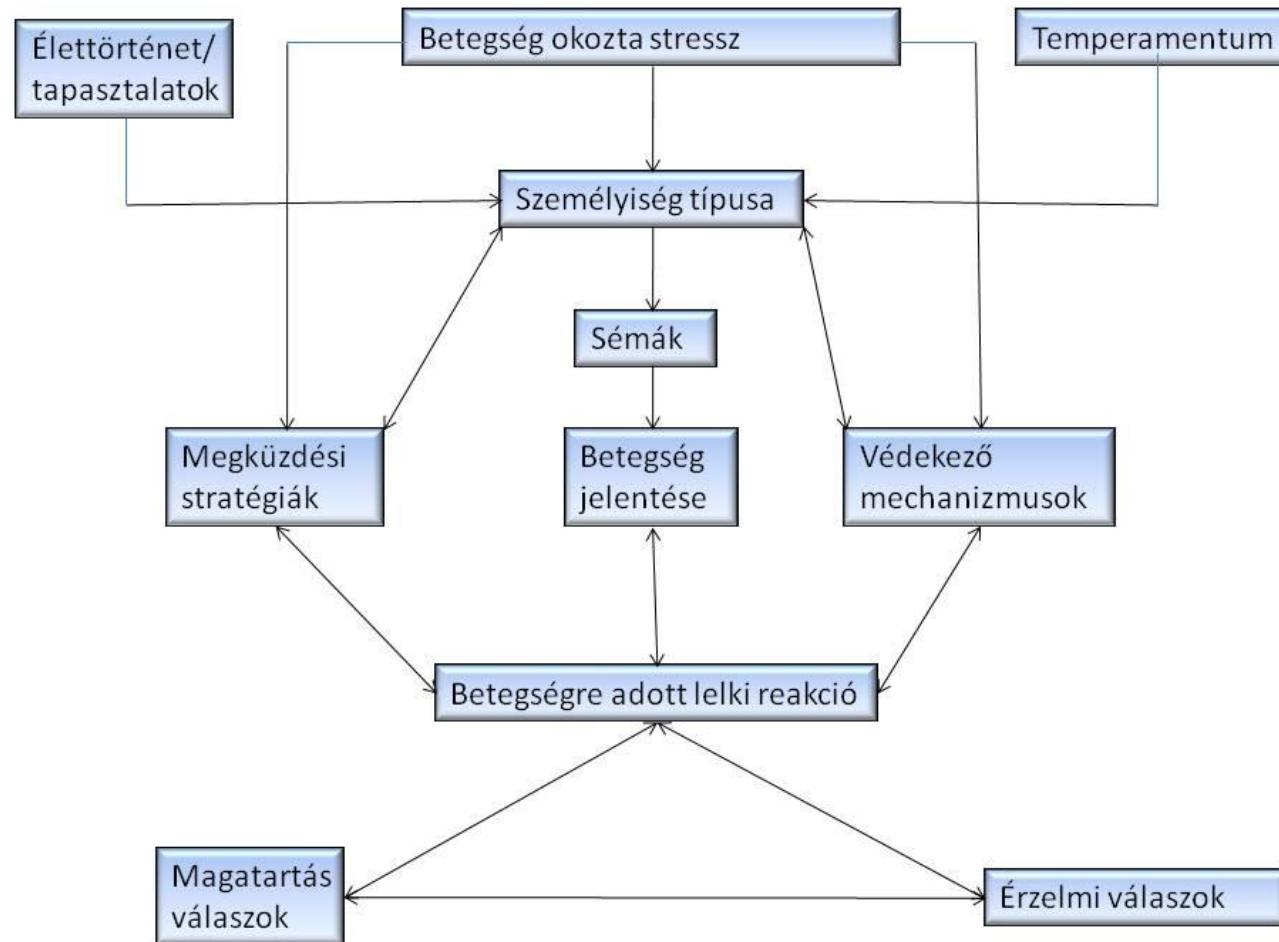 Élettörténet/
tapasztalatok
Betegség okozta stressz
Temperamentum
Személyiség típusa
Sémák
Megküzdési
stratégiák
Betegség
jelentése
Védekező
mechanizmusok
Betegségre adott lelki reakció
Magatartás
válaszok
Érzelmi válaszok